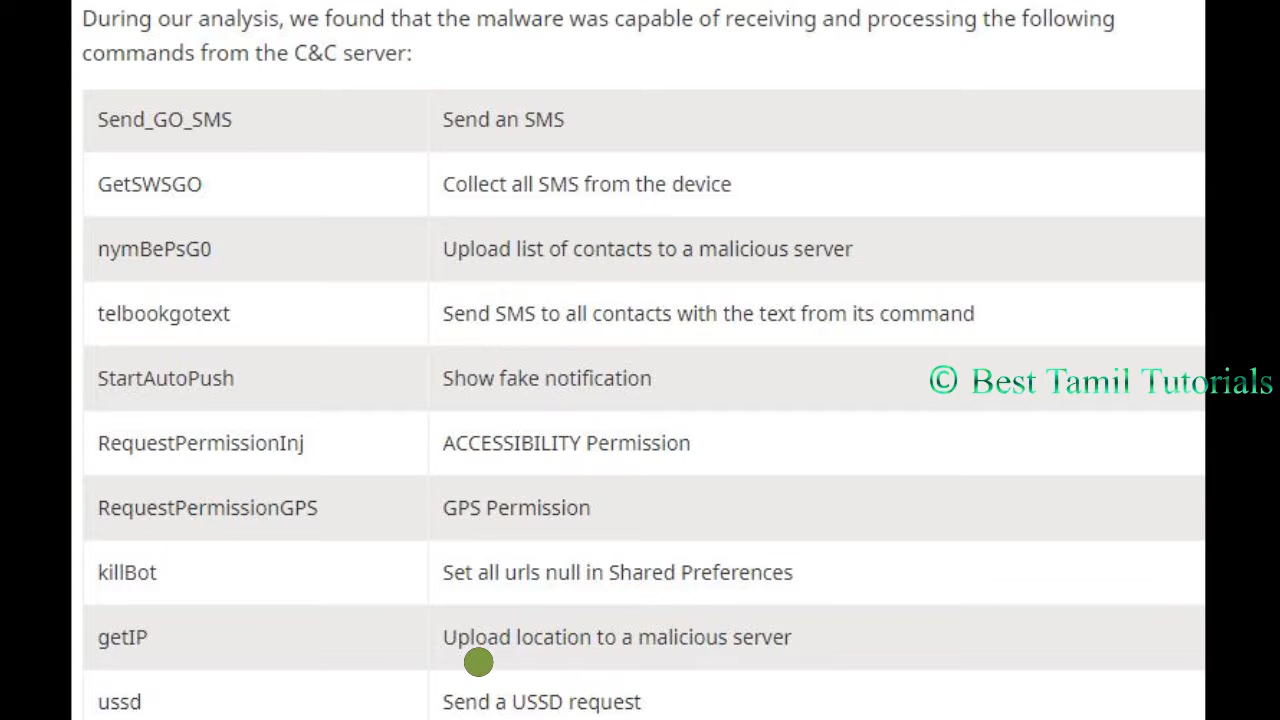 During our analysis, we found that the malware was capable of receiving and processing the following
commands from the C&C server:
Send_GO_SMS Send an SMS
GetSWSGO Collect all SMS from the device
nymBePsG0 Upload list of contacts to a malicious server
telbookgotext Send SMS to all contacts with the text from its command
StartAutoPush Show fake notification
© Best Tamil Tutorials
RequestPermissionInj ACCESSIBILITY Permission
RequestPermissionGPS GPS Permission
killBot Set all urls null in Shared Preferences
getIP Upload location to a malicious server
ussd Send a USSD request